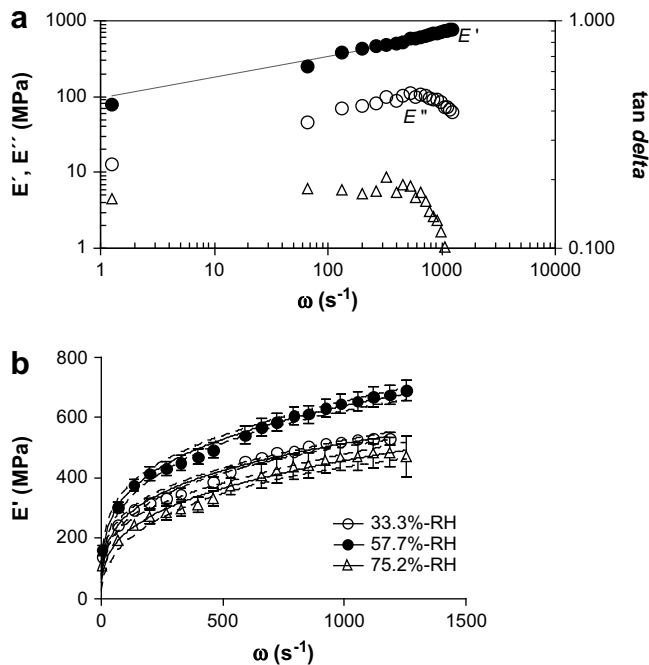 a
1000
100
10
1
E′, E″ (MPa)
E'
E"
1.000
0.100
tan delta
1
10
100
1000
10000
ω (s-1)
b
800
600
400
200
0
E' (MPa)
33.3%-RH
57.7%-RH
75.2%-RH
0
500
1000
1500
ω (s-1)